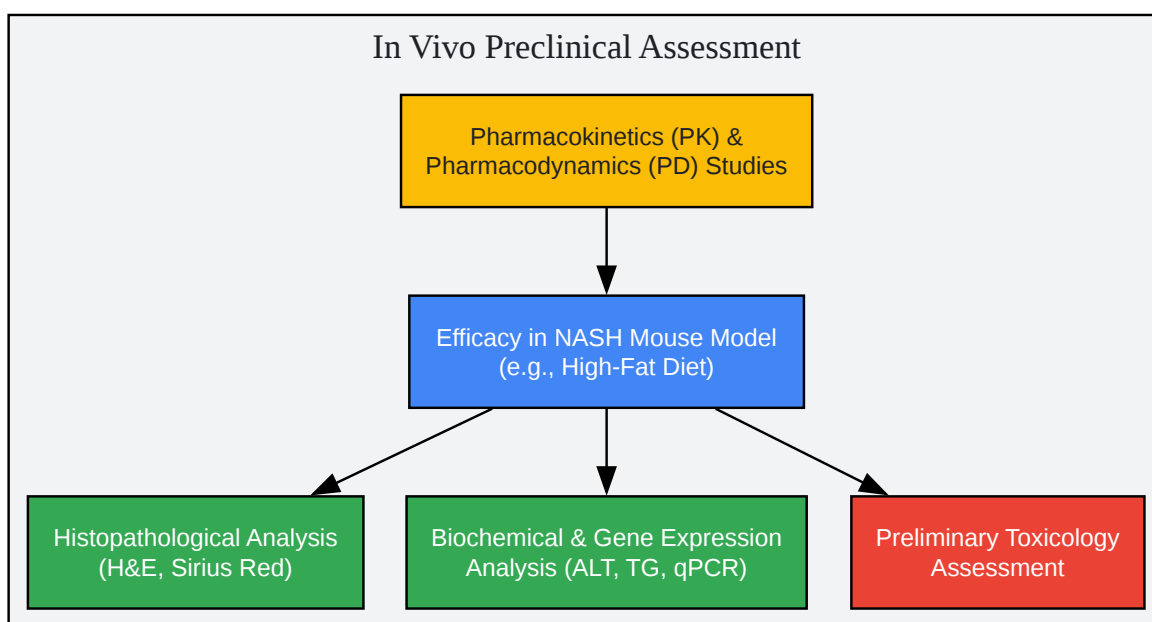 In Vivo Preclinical Assessment
Pharmacokinetics (PK) &
Pharmacodynamics (PD) Studies
Efficacy in NASH Mouse Model
(e.g., High-Fat Diet)
Histopathological Analysis
(H&E, Sirius Red)
Biochemical & Gene Expression
Analysis (ALT, TG, qPCR)
Preliminary Toxicology
Assessment